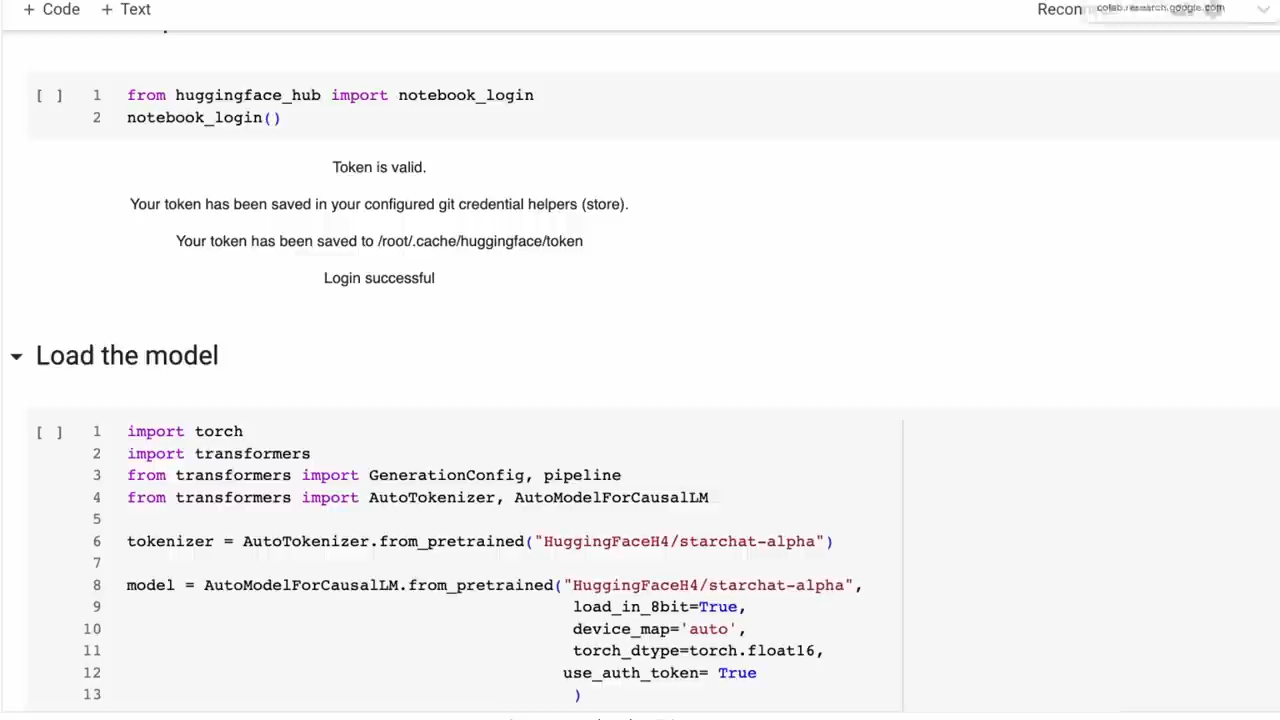 + Code + Text
Recon
colab.research.google.com
[ ] 1 from huggingface_hub import notebook_login
2 notebook_login()
Token is valid.
Your token has been saved in your configured git credential helpers (store).
Your token has been saved to /root/.cache/huggingface/token
Login successful
Load the model
[ ] 1 import torch
2 import transformers
3 from transformers import GenerationConfig, pipeline
4 from transformers import AutoTokenizer, AutoModelForCausalLM
5
6 tokenizer = AutoTokenizer.from_pretrained("HuggingFaceH4/starchat-alpha")
7
8 model = AutoModelForCausalLM.from_pretrained("HuggingFaceH4/starchat-alpha",
9 load_in_8bit=True,
10 device_map='auto',
11 torch_dtype=torch.float16,
12 use_auth_token= True
13 )